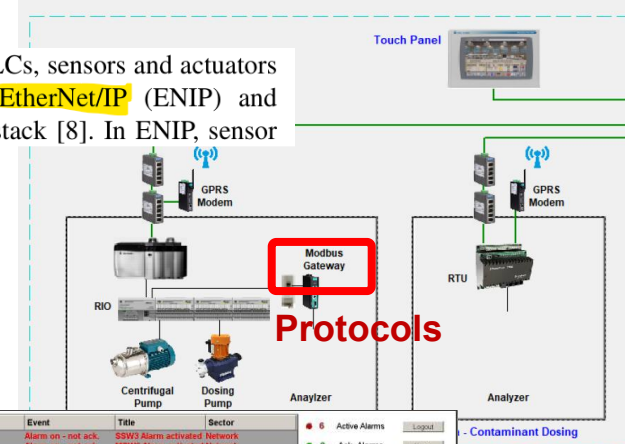 Touch Panel
LCs, sensors and actuators
EtherNet/IP (ENIP) and
stack [8]. In ENIP, sensor
GPRS
Modem
GPRS
Modem
Modbus
Gateway
RTU
RIO
Protocols
Centrifugal
Pump
Dosing
Pump
Anaylzer
Analyzer
Event Title Sector
Alarm on - not ack. SSW3 Alarm activated Network
6 Active Alarms Logout
- Contaminant Dosing